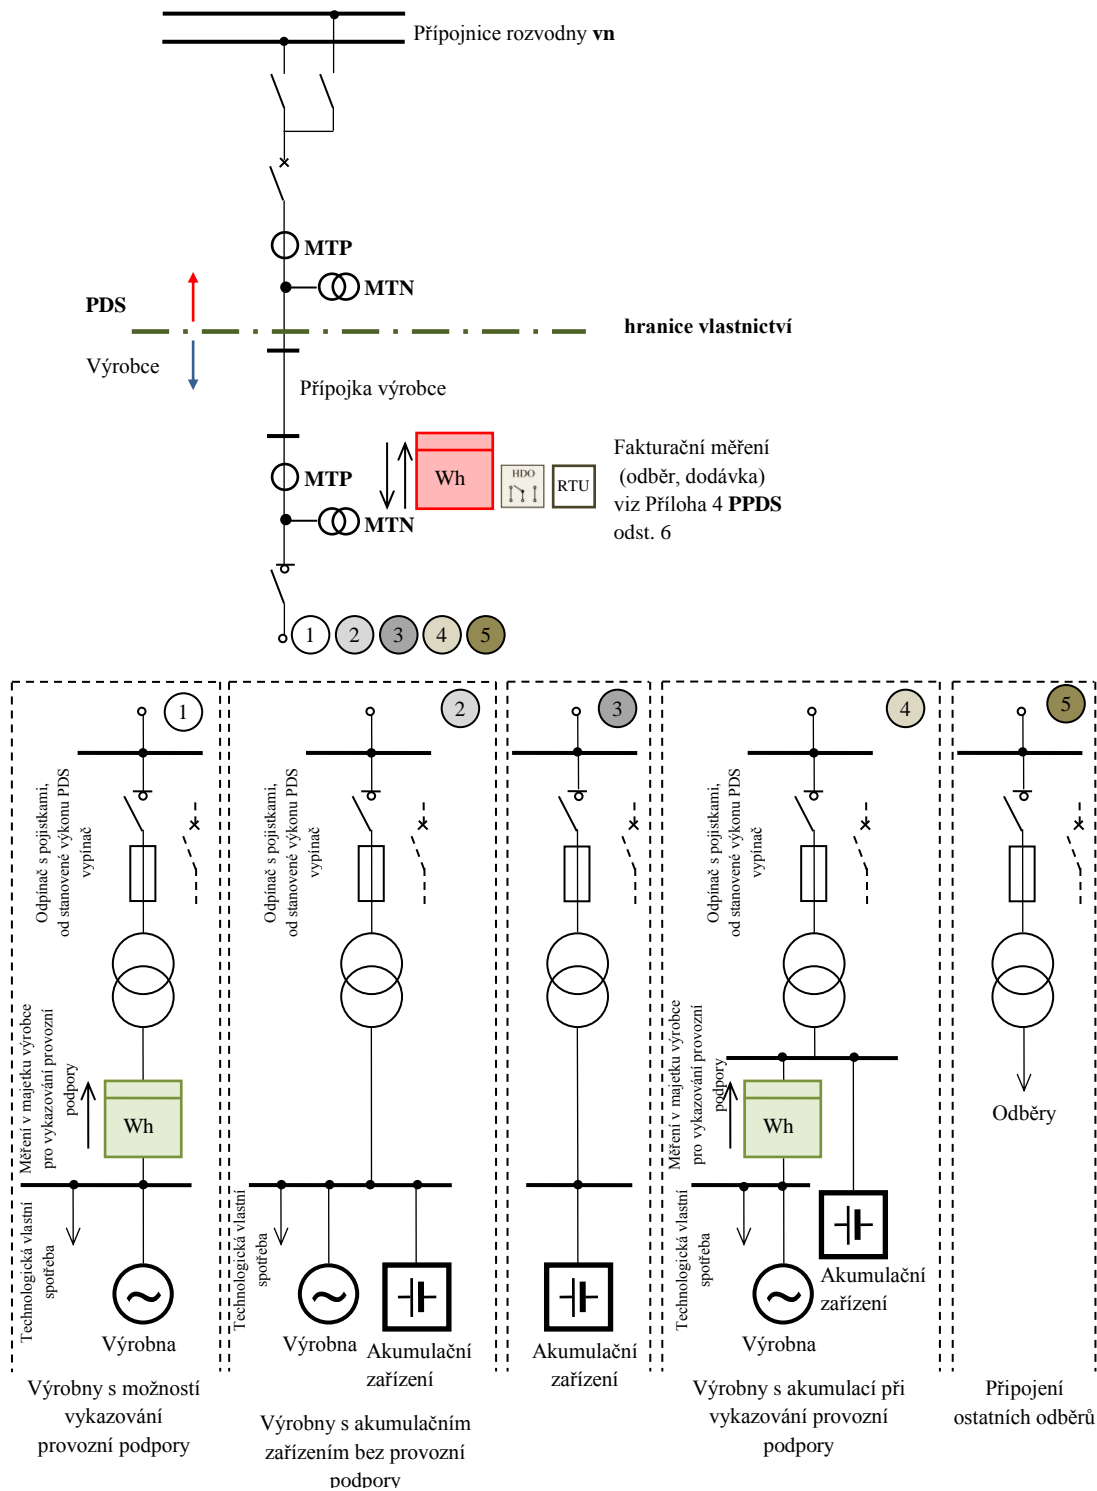 Přípojnice rozvodny vn
MTP
MTN
PDS
hranice vlastnictví
Výrobce
Přípojka výrobce
MTP
Wh
HDO
RTU
MTN
Fakturační měření
(odběr, dodávka)
viz Příloha 4 PPDS
odst. 6
1
2
3
4
5
1
Odpínač s pojistkami,
od stanovené výkonu PDS
vypínač
Měření v majetku výrobce
pro vykazování provozní
podpory
Wh
Technologická vlastní
spotřeba
Výrobna
Výrobny s možností
vykazování
provozní podpory
2
Odpínač s pojistkami,
od stanovené výkonu PDS
vypínač
Technologická vlastní
spotřeba
Výrobna
Akumulační
zařízení
Výrobny s akumulačním
zařízením bez provozní
podpory
3
Akumulační
zařízení
4
Odpínač s pojistkami,
od stanovené výkonu PDS
vypínač
Měření v majetku výrobce
pro vykazování provozní
podpory
Wh
Technologická vlastní
spotřeba
Výrobna
Akumulační
zařízení
Výrobny s akumulací při
vykazování provozní
podpory
5
Odběry
Připojení
ostatních odběrů